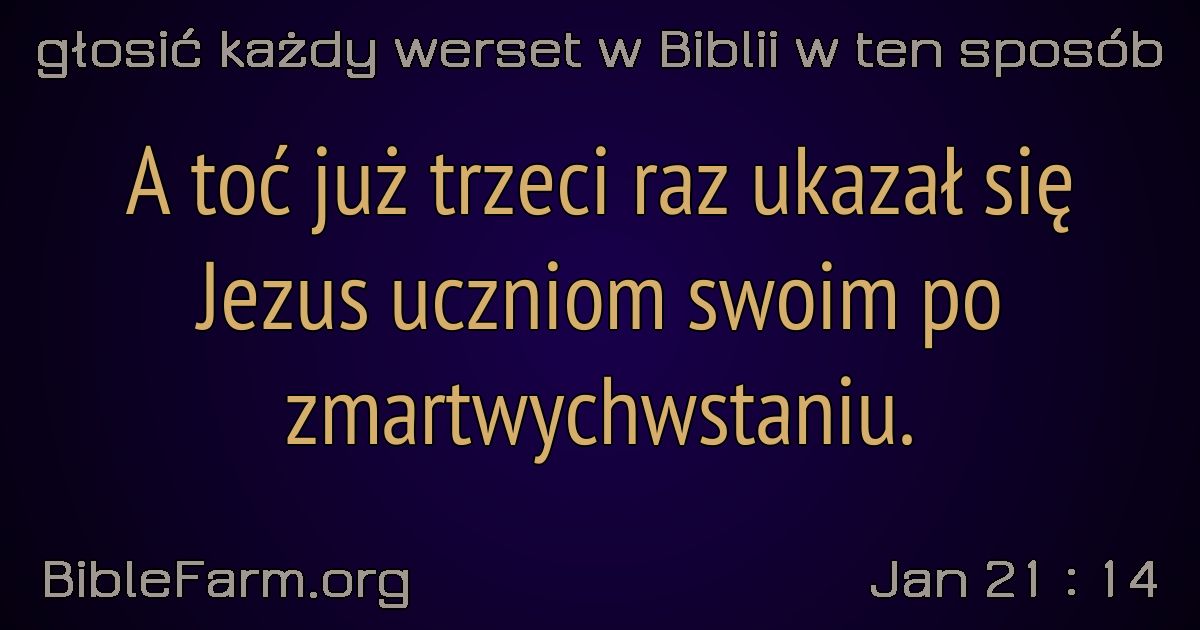 głosić każdy werset w Biblii w ten sposób
A toć już trzeci raz ukazał się
Jezus uczniom swoim po
zmartwychwstaniu.
BibleFarm.org
Jan 21 : 14